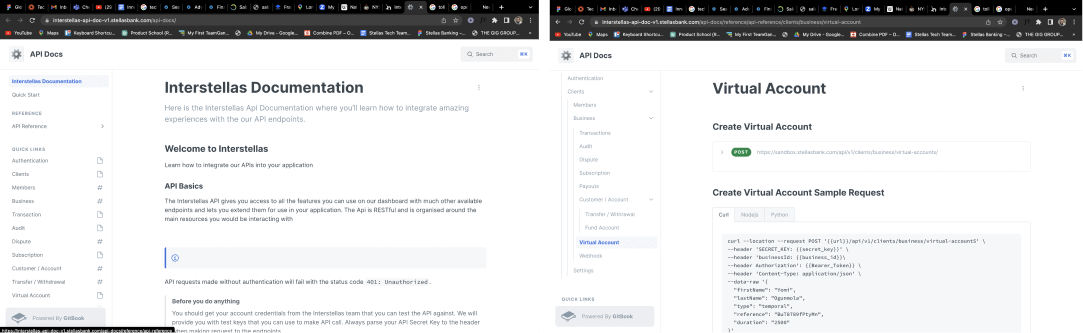 interstellas-api-doc-v1.stellasbank.com/api-docs/
YouTube
Maps
Keyboard Shortcu...
Product School (R...
My First TeamGan...
My Drive – Google...
Combine PDF – O...
Stellas Tech Team...
Stellas Banking –...
THE GIG GROUP...
API Docs
Search
⌘K
Interstellas Documentation
Quick Start
REFERENCE
API Reference
QUICK LINKS
Authentication
Clients
Members
Business
Transaction
Audit
Dispute
Subscription
Customer / Account
Transfer / Withdrawal
Virtual Account
Powered By GitBook
https://interstellas-api-doc-v1.stellasbank.com/api-docs/reference/api-reference
Interstellas Documentation
Here is the Interstellas Api Documentation where you'll learn how to integrate amazing
experiences with the our API endpoints.
Welcome to Interstellas
Learn how to integrate our APIs into your application
API Basics
The Interstellas API gives you access to all the features you can use on our dashboard with much other available
endpoints and lets you extend them for use in your application. The Api is RESTful and is organised around the
main resources you would be interacting with
API requests made without authentication will fail with the status code 401: Unauthorized.
Before you do anything
You should get your account credentials from the Interstellas team that you can test the API against. We will
provide you with test keys that you can use to make API call. Always parse your API Secret Key to the header
when making request to the endpoints.
interstellas-api-doc-v1.stellasbank.com/api-docs/reference/api-reference/clients/business/virtual-account
YouTube
Maps
Keyboard Shortcu...
Product School (R...
My First TeamGan...
My Drive – Google...
Combine PDF – O...
Stellas Tech Team...
Stellas Banking –...
THE GIG GROUP...
API Docs
Search
⌘K
Authentication
Clients
Members
Business
Transactions
Audit
Dispute
Subscription
Payouts
Customer / Account
Transfer / Withdrawal
Fund Account
Virtual Account
Webhook
Settings
QUICK LINKS
Powered By GitBook
Virtual Account
Create Virtual Account
POST https://sandbox.stellasbank.com/api/v1/clients/business/virtual-accounts/
Create Virtual Account Sample Request
Curl Nodejs Python
curl --location --request POST '{{url}}/api/v1/clients/business/virtual-accountS' \
--header 'SECRET_KEY: {{secret_key}}' \
--header 'businessId: {{business_id}}\
--header Authorization': {{Bearer_Token}} \
--header 'Content-Type: application/json' \
--data-raw '{
"firstName": "Yemi",
"lastName": "Ogunmola",
"type": "temporal",
"duration": "2500"
}'